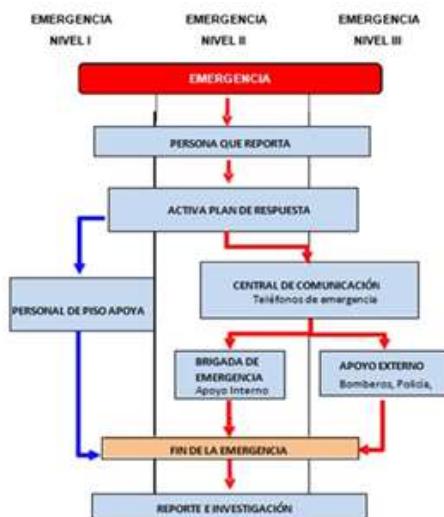 EMERGENCIA
NIVEL I
EMERGENCIA
NIVEL II
EMERGENCIA
NIVEL III
EMERGENCIA
PERSONA QUE REPORTA
ACTIVA PLAN DE RESPUESTA
CENTRAL DE COMUNICACIÓN
Teléfonos de emergencia
PERSONAL DE PISO APOYA
BRIGADA DE
EMERGENCIA
Apoyo Interno
APOYO EXTERNO
Bomberos, Policía,
FIN DE LA EMERGENCIA
REPORTE E INVESTIGACIÓN